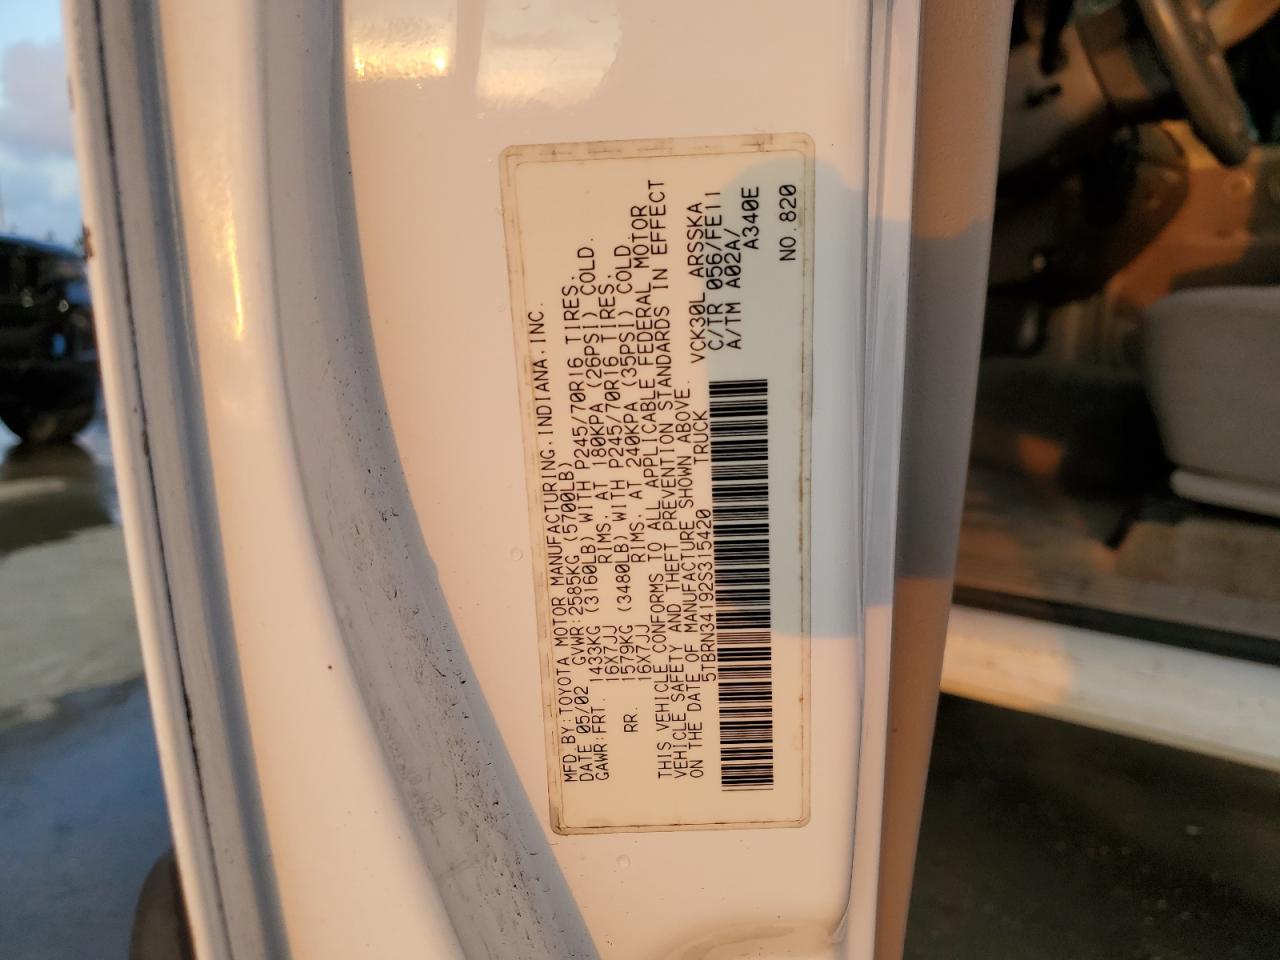 MFD.BY:TOYOTA MOTOR MANUFACTURING.INDIANA.INC.
DATE 05/02 GVWR:2585KG (5700LB)
GAWR:FRT. 1433KG (3160LB) WITH P245/70R16 TIRES.
16X7JJ RIMS. AT 180KPA (26PSI) COLD.
RR. 1579KG (3480LB) WITH P245/70R16 TIRES.
16X7JJ RIMS. AT 240KPA (35PSI) COLD
THIS VEHICLE CONFORMS TO ALL APPLICABLE FEDERAL MOTOR
VEHICLE SAFETY AND THEFT PREVENTION STANDARDS IN EFFECT
ON THE DATE OF MANUFACTURE SHOWN ABOVE.
5TBRN34192S315420 TRUCK
VCK30L ARSSKA
C/TR 056/FE11
A/TM A02A/
A340E
NO.820